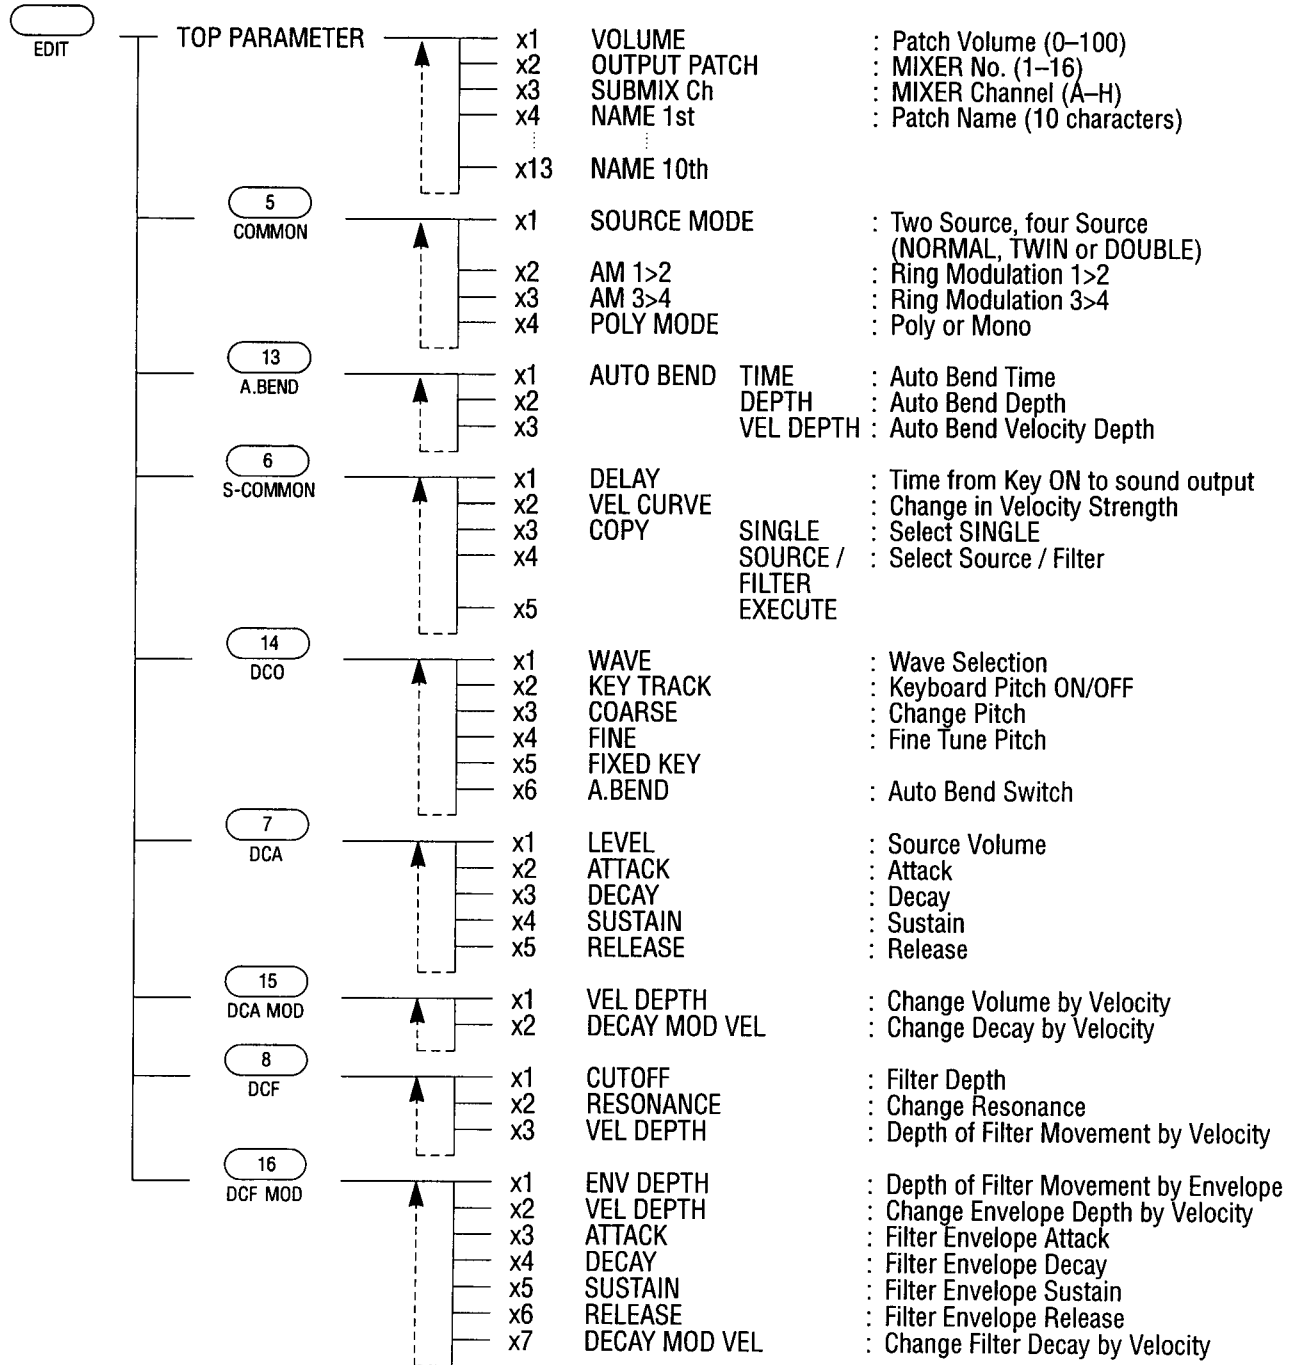 EDIT
TOP PARAMETER
x1 VOLUME : Patch Volume (0–100)
x2 OUTPUT PATCH : MIXER No. (1–16)
x3 SUBMIX Ch : MIXER Channel (A–H)
x4 NAME 1st : Patch Name (10 characters)
x13 NAME 10th
5
COMMON
x1 SOURCE MODE : Two Source, four Source
(NORMAL, TWIN or DOUBLE)
x2 AM 1>2 : Ring Modulation 1>2
x3 AM 3>4 : Ring Modulation 3>4
x4 POLY MODE : Poly or Mono
13
A.BEND
x1 AUTO BEND TIME : Auto Bend Time
x2 DEPTH : Auto Bend Depth
x3 VEL DEPTH : Auto Bend Velocity Depth
6
S-COMMON
x1 DELAY : Time from Key ON to sound output
x2 VEL CURVE : Change in Velocity Strength
x3 COPY SINGLE : Select SINGLE
x4 SOURCE / : Select Source / Filter
FILTER
x5 EXECUTE
14
DCO
x1 WAVE : Wave Selection
x2 KEY TRACK : Keyboard Pitch ON/OFF
x3 COARSE : Change Pitch
x4 FINE : Fine Tune Pitch
x5 FIXED KEY
x6 A.BEND : Auto Bend Switch
7
DCA
x1 LEVEL : Source Volume
x2 ATTACK : Attack
x3 DECAY : Decay
x4 SUSTAIN : Sustain
x5 RELEASE : Release
15
DCA MOD
x1 VEL DEPTH : Change Volume by Velocity
x2 DECAY MOD VEL : Change Decay by Velocity
8
DCF
x1 CUTOFF : Filter Depth
x2 RESONANCE : Change Resonance
x3 VEL DEPTH : Depth of Filter Movement by Velocity
16
DCF MOD
x1 ENV DEPTH : Depth of Filter Movement by Envelope
x2 VEL DEPTH : Change Envelope Depth by Velocity
x3 ATTACK : Filter Envelope Attack
x4 DECAY : Filter Envelope Decay
x5 SUSTAIN : Filter Envelope Sustain
x6 RELEASE : Filter Envelope Release
x7 DECAY MOD VEL : Change Filter Decay by Velocity